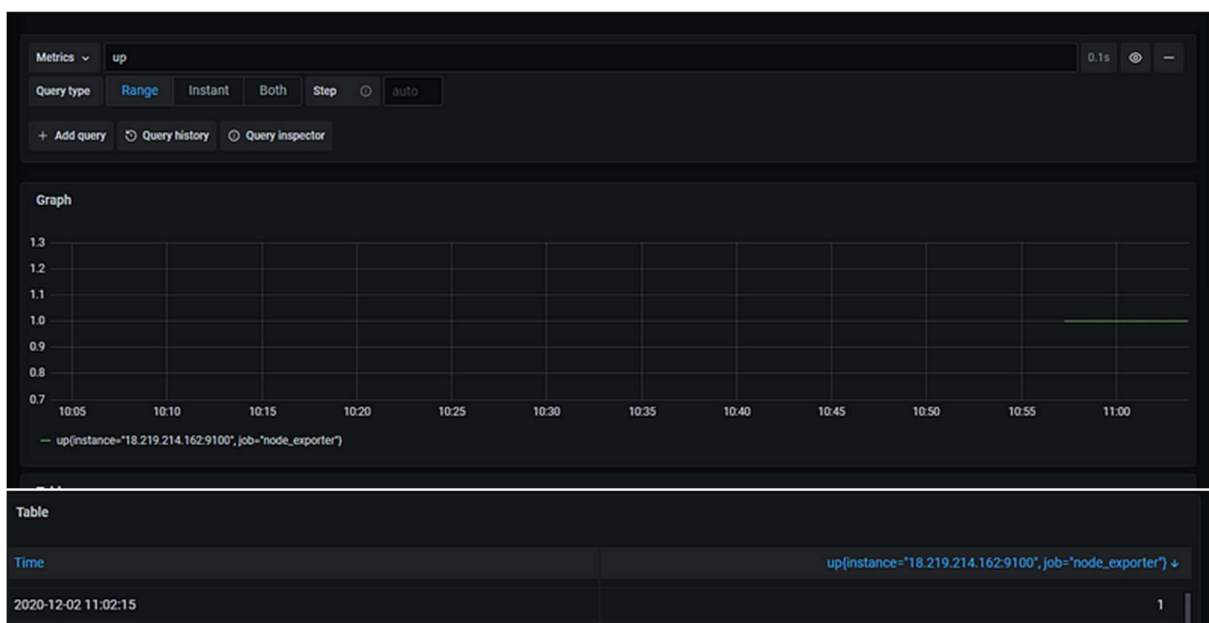 Metrics up 0.1s
Query type Range Instant Both Step auto
+ Add query Query history Query inspector
Graph
1.3
1.2
1.1
1.0
0.9
0.8
0.7
10:05 10:10 10:15 10:20 10:25 10:30 10:35 10:40 10:45 10:50 10:55 11:00
up{instance="18.219.214.162:9100", job="node_exporter"}
Table
Time up{instance="18.219.214.162:9100", job="node_exporter"} ↓
2020-12-02 11:02:15 1